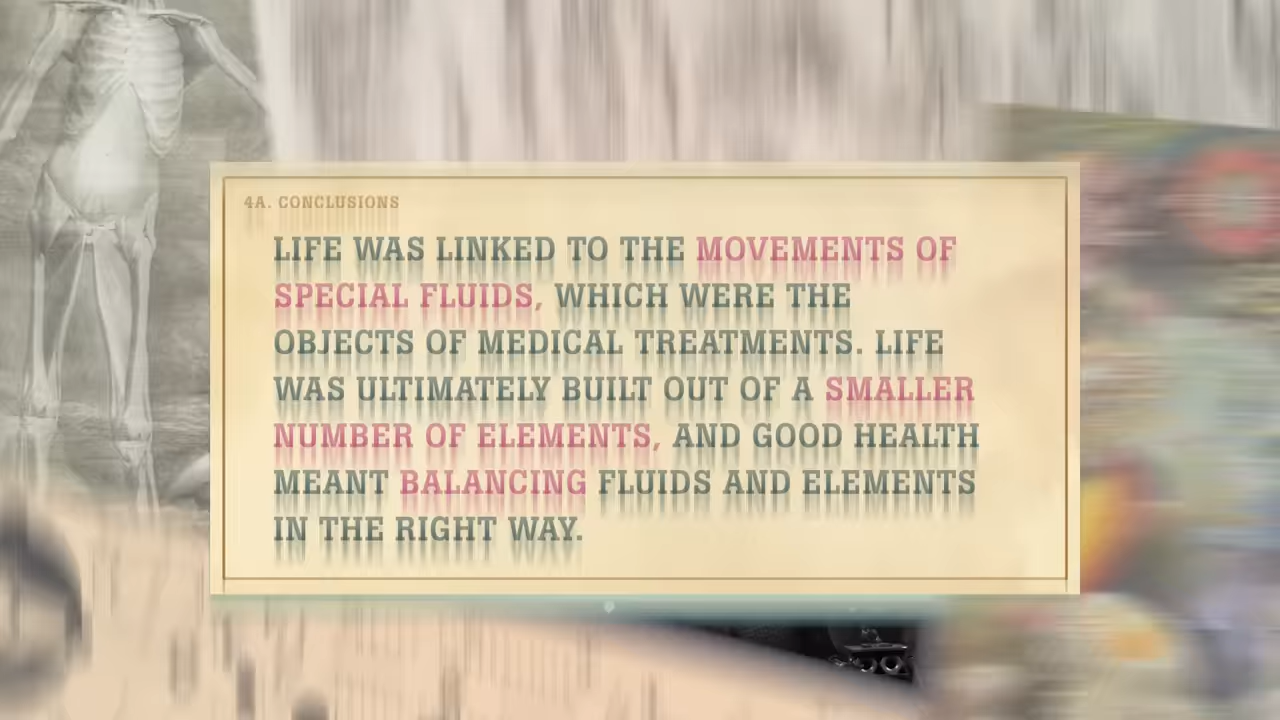 4A. CONCLUSIONS
LIFE WAS LINKED TO THE MOVEMENTS OF
SPECIAL FLUIDS, WHICH WERE THE
OBJECTS OF MEDICAL TREATMENTS. LIFE
WAS ULTIMATELY BUILT OUT OF A SMALLER
NUMBER OF ELEMENTS, AND GOOD HEALTH
MEANT BALANCING FLUIDS AND ELEMENTS
IN THE RIGHT WAY.